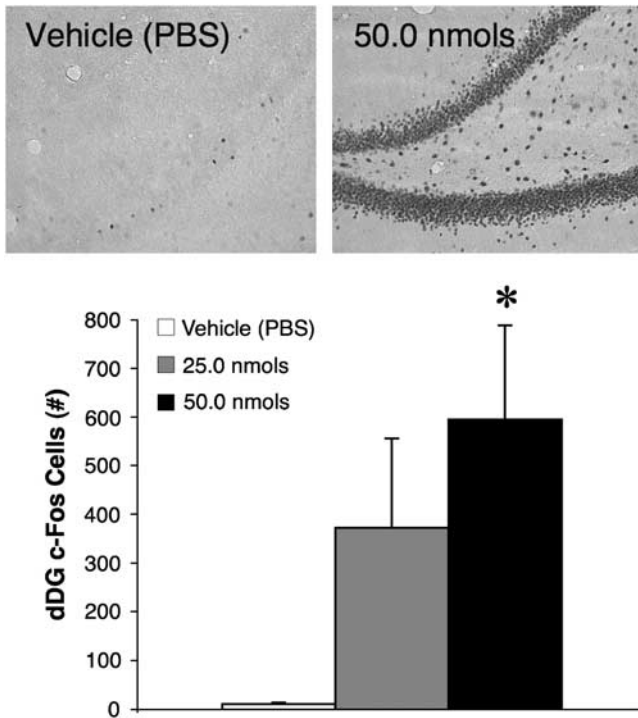 Vehicle (PBS)
50.0 nmols
*
800
700
600
500
400
300
200
100
0
dDG c-Fos Cells (#)
Vehicle (PBS)
25.0 nmols
50.0 nmols